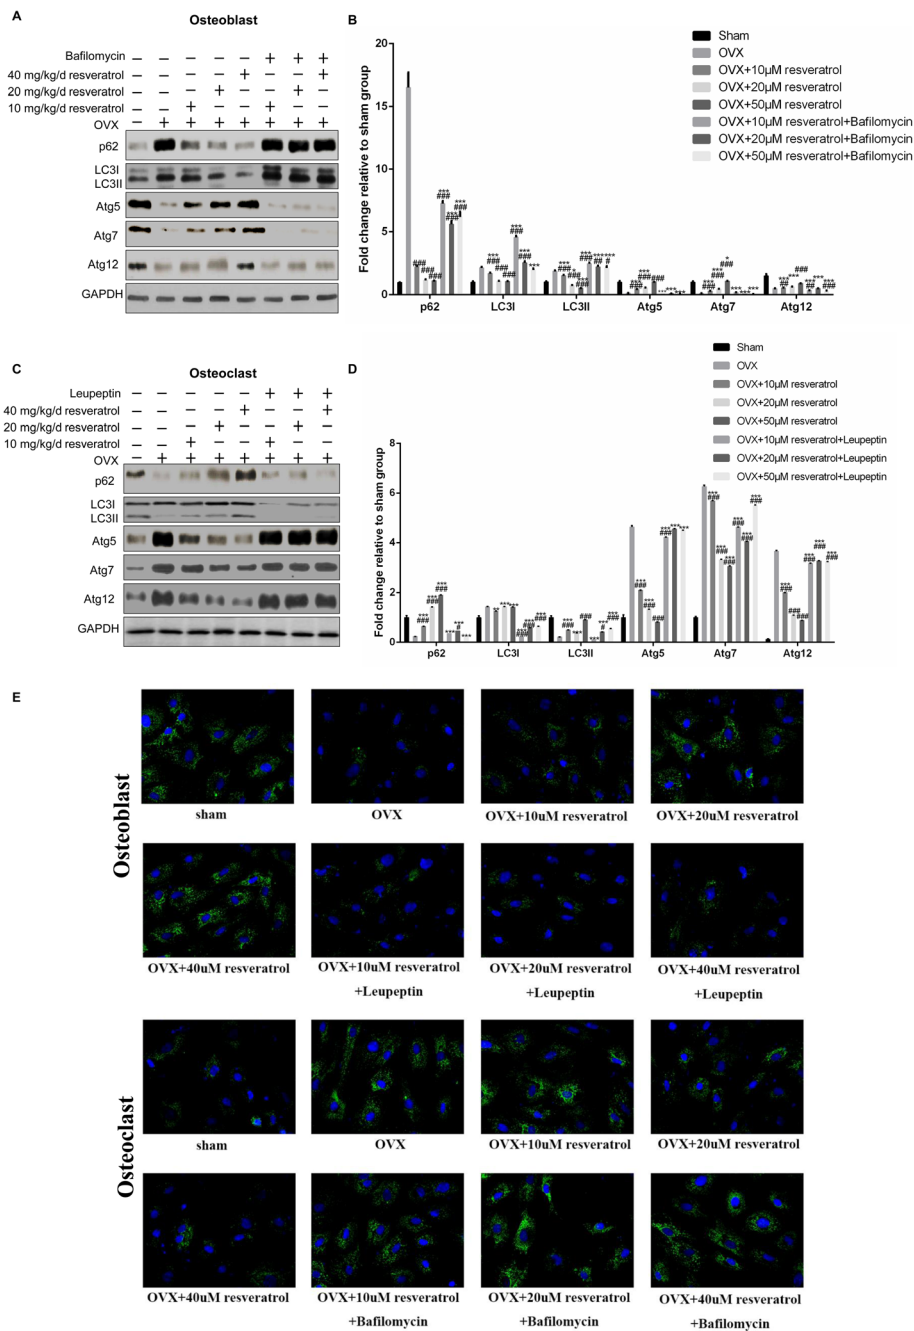 A
Osteoblast
Bafilomycin − − − − − + + +
40 mg/kg/d resveratrol − − − − + − − +
20 mg/kg/d resveratrol − − − + − − + −
10 mg/kg/d resveratrol − − + − − + − −
OVX − + + + + + + +
p62
LC3I
LC3II
Atg5
Atg7
Atg12
GAPDH
B
Fold change relative to sham group
20
15
10
5
0
p62 LC3I LC3II Atg5 Atg7 Atg12
Sham
OVX
OVX+10μM resveratrol
OVX+20μM resveratrol
OVX+50μM resveratrol
OVX+10μM resveratrol+Bafilomycin
OVX+20μM resveratrol+Bafilomycin
OVX+50μM resveratrol+Bafilomycin
C
Osteoclast
Leupeptin − − − − − + + +
40 mg/kg/d resveratrol − − − − + − − +
20 mg/kg/d resveratrol − − − + − − + −
10 mg/kg/d resveratrol − − + − − + − −
OVX − + + + + + + +
p62
LC3I
LC3II
Atg5
Atg7
Atg12
GAPDH
D
Fold change relative to sham group
8
6
4
2
0
p62 LC3I LC3II Atg5 Atg7 Atg12
Sham
OVX
OVX+10μM resveratrol
OVX+20μM resveratrol
OVX+50μM resveratrol
OVX+10μM resveratrol+Leupeptin
OVX+20μM resveratrol+Leupeptin
OVX+50μM resveratrol+Leupeptin
E
Osteoblast
sham OVX OVX+10uM resveratrol OVX+20uM resveratrol
OVX+40uM resveratrol OVX+10uM resveratrol OVX+20uM resveratrol OVX+40uM resveratrol
+Leupeptin +Leupeptin +Leupeptin
Osteoclast
sham OVX OVX+10uM resveratrol OVX+20uM resveratrol
OVX+40uM resveratrol OVX+10uM resveratrol OVX+20uM resveratrol OVX+40uM resveratrol
+Bafilomycin +Bafilomycin +Bafilomycin